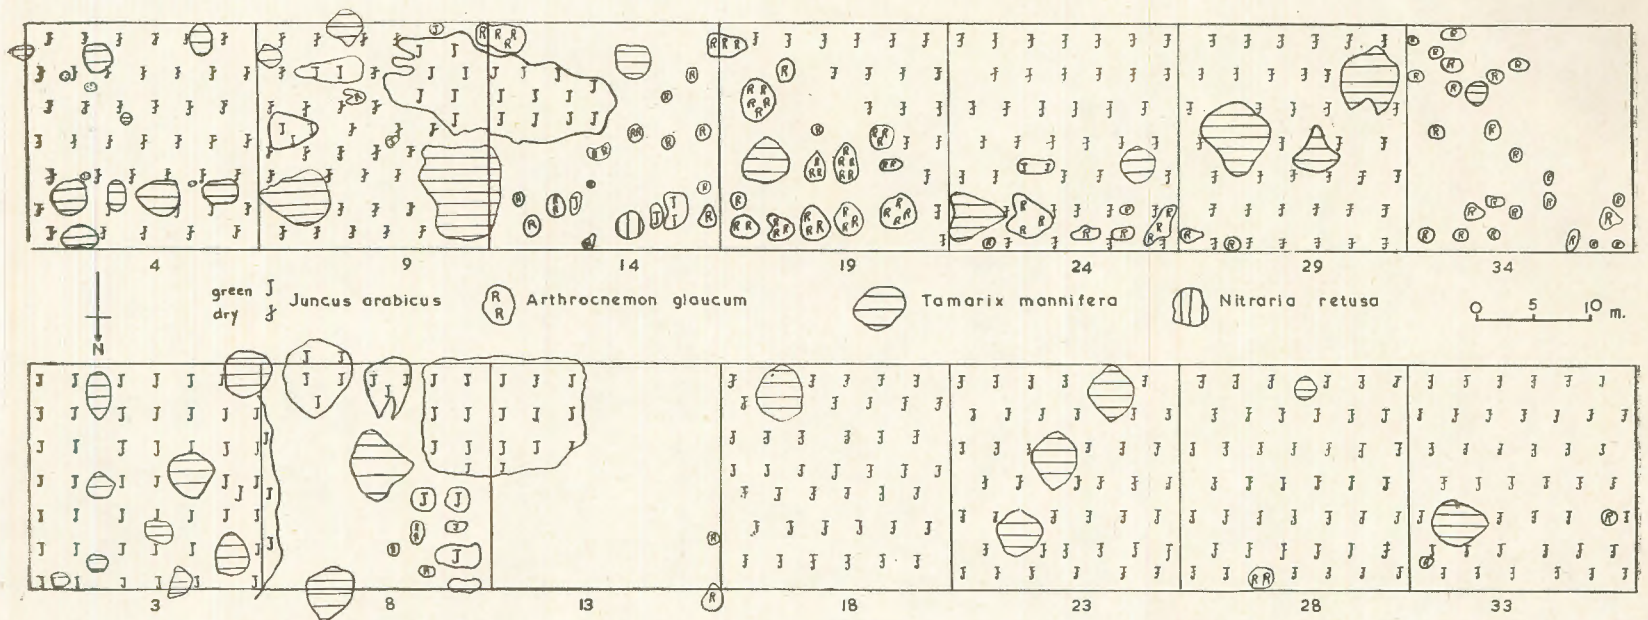 4 9 14 19 24 29 34
green J Juncus arabicus R R Arthrocnemon glaucum Tamarix mannifera Nitraria retusa 0 5 10 m.
dry J
N
3 8 13 18 23 28 33